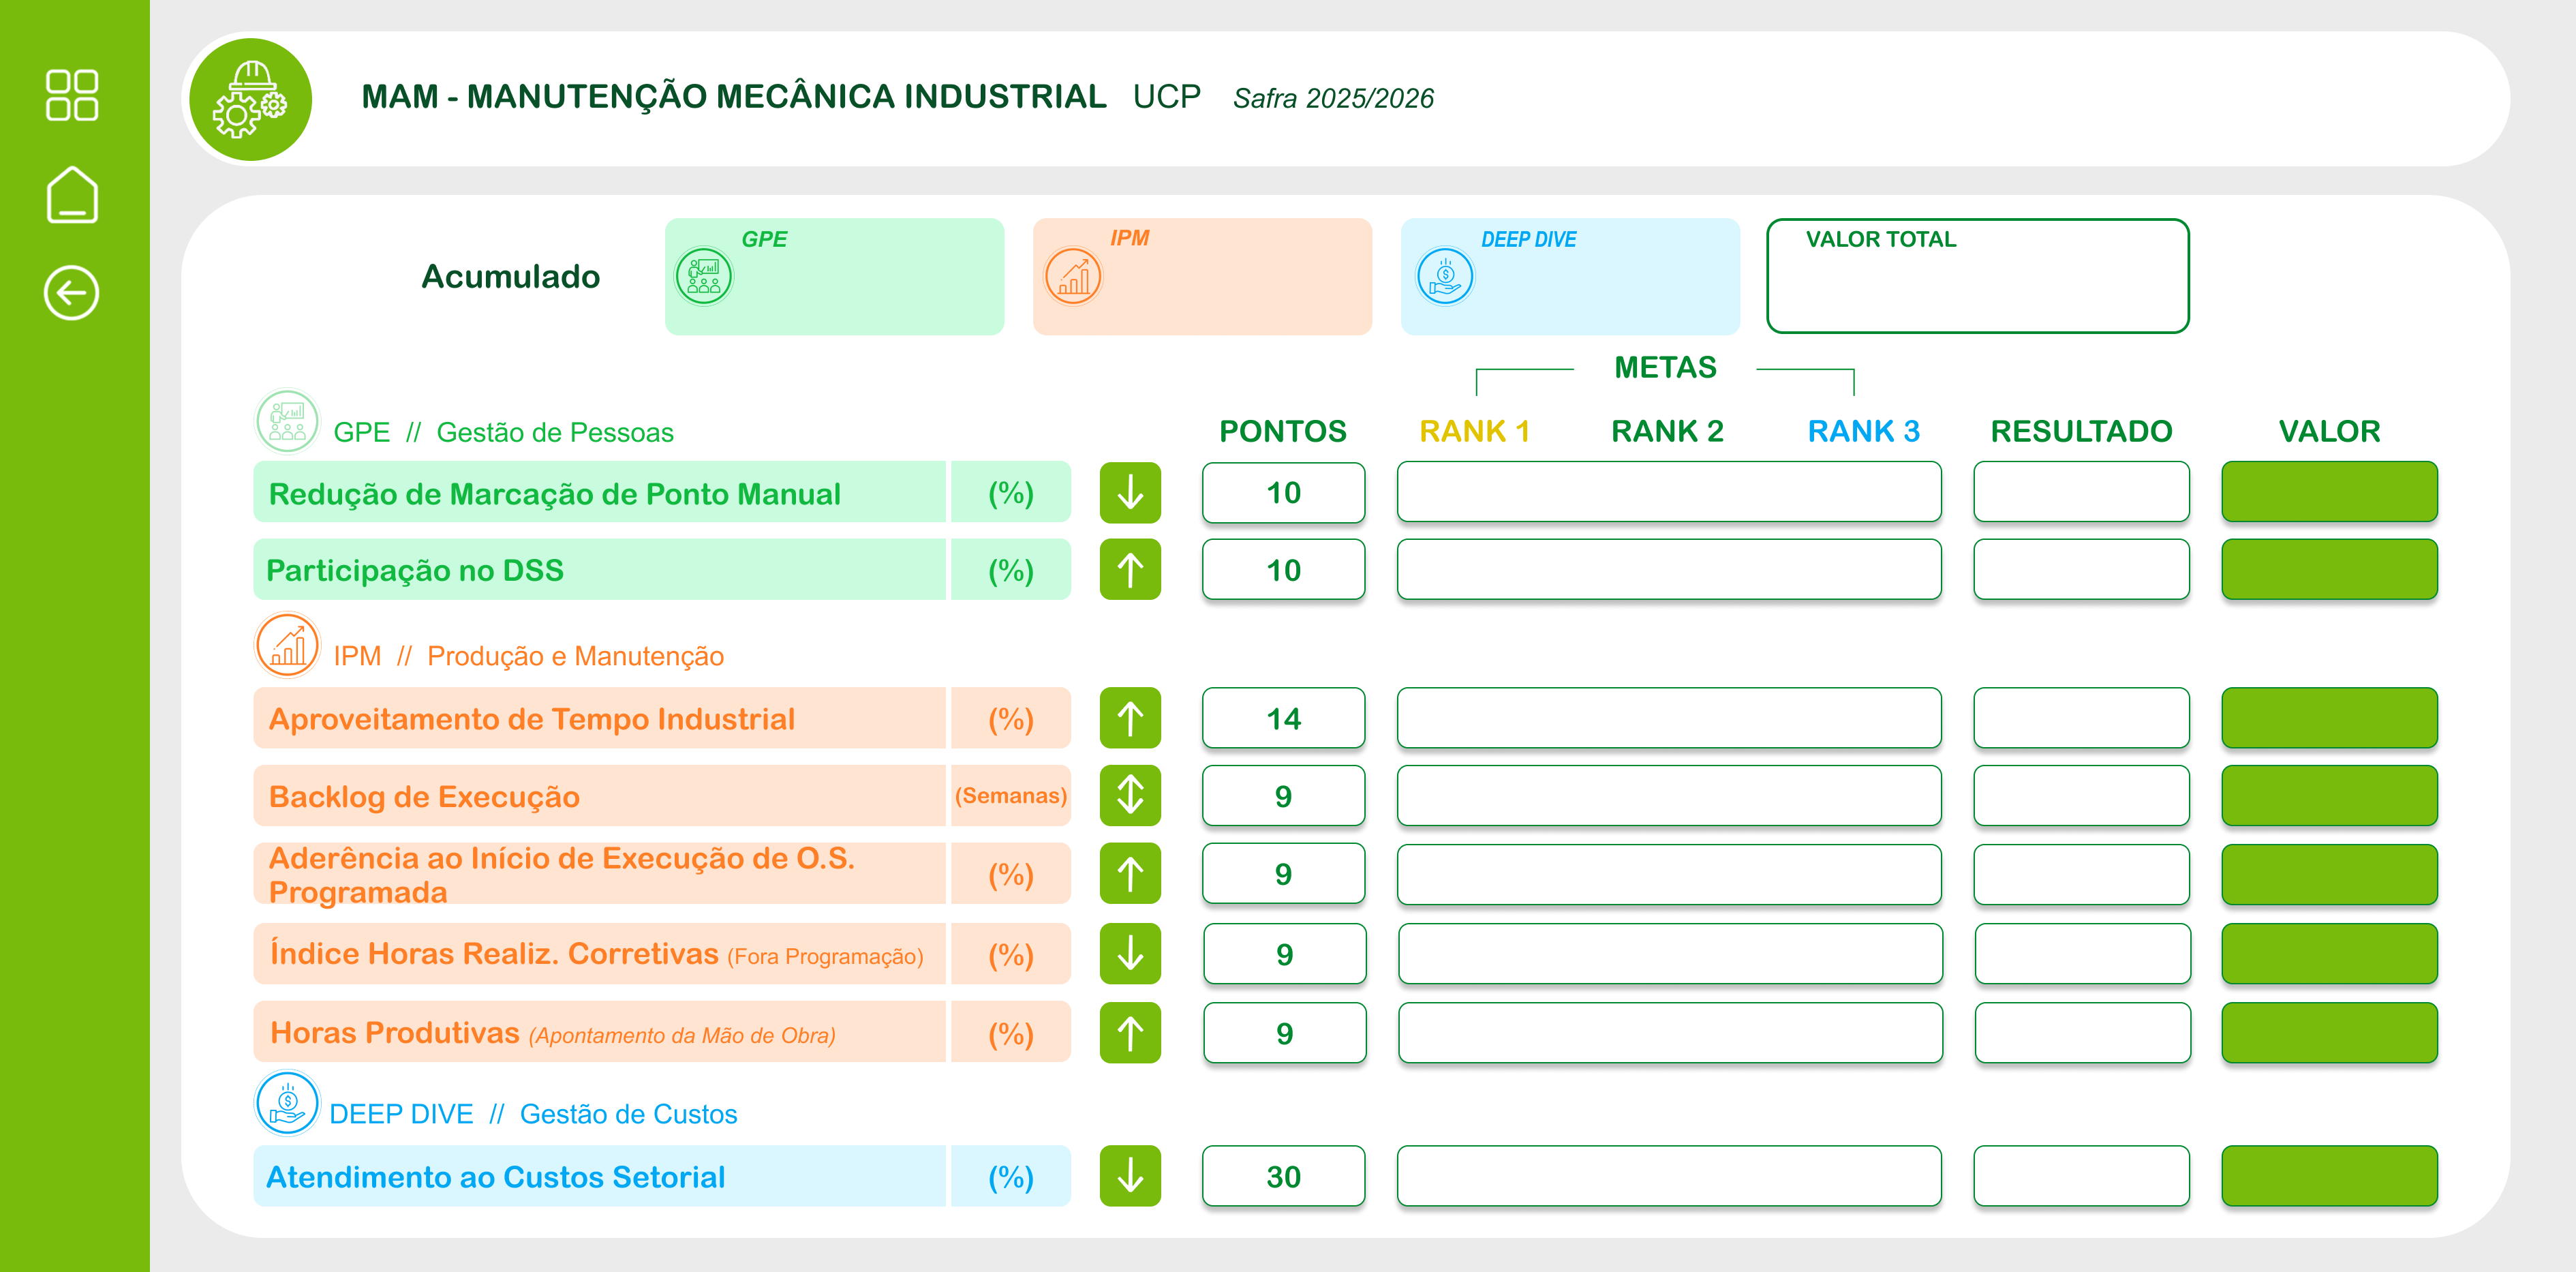 MAM - MANUTENÇÃO MECÂNICA INDUSTRIAL UCP Safra 2025/2026
Acumulado
GPE
IPM
DEEP DIVE
VALOR TOTAL
METAS
GPE // Gestão de Pessoas
PONTOS RANK 1 RANK 2 RANK 3 RESULTADO VALOR
Redução de Marcação de Ponto Manual (%) 10
Participação no DSS (%) 10
IPM // Produção e Manutenção
Aproveitamento de Tempo Industrial (%) 14
Backlog de Execução (Semanas) 9
Aderência ao Início de Execução de O.S.
Programada (%) 9
Índice Horas Realiz. Corretivas (Fora Programação) (%) 9
Horas Produtivas (Apontamento da Mão de Obra) (%) 9
DEEP DIVE // Gestão de Custos
Atendimento ao Custos Setorial (%) 30